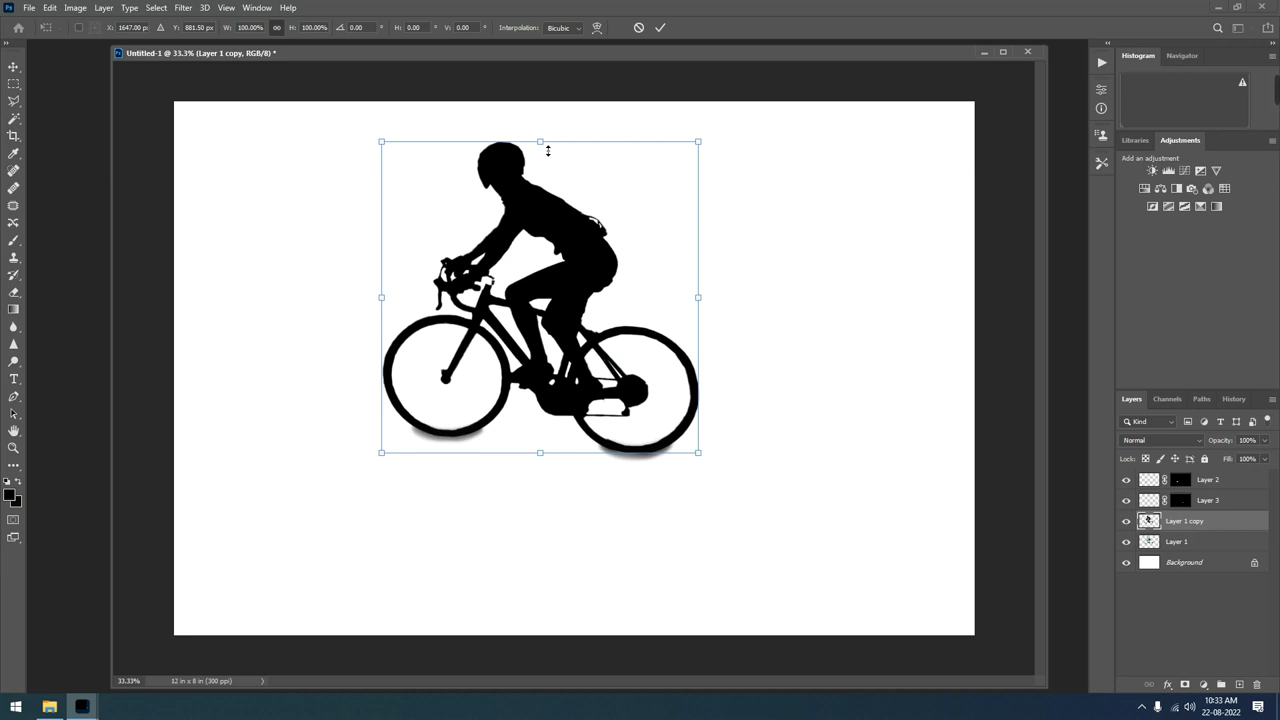 Ps File Edit Image Layer Type Select Filter 3D View Window Help
X: 1647.00 px Y: 881.50 px W: 100.00% H: 100.00% 0.00 H: 0.00 V: 0.00 Interpolation: Bicubic
Untitled-1 @ 33.3% (Layer 1 copy, RGB/8) *
Histogram Navigator
Libraries Adjustments
Add an adjustment
Layers Channels Paths History
Kind
Normal Opacity: 100%
Lock: Fill: 100%
Layer 2
Layer 3
Layer 1 copy
Layer 1
Background
33.33% 12 in x 8 in (300 ppi)
10:33 AM
22-08-2022